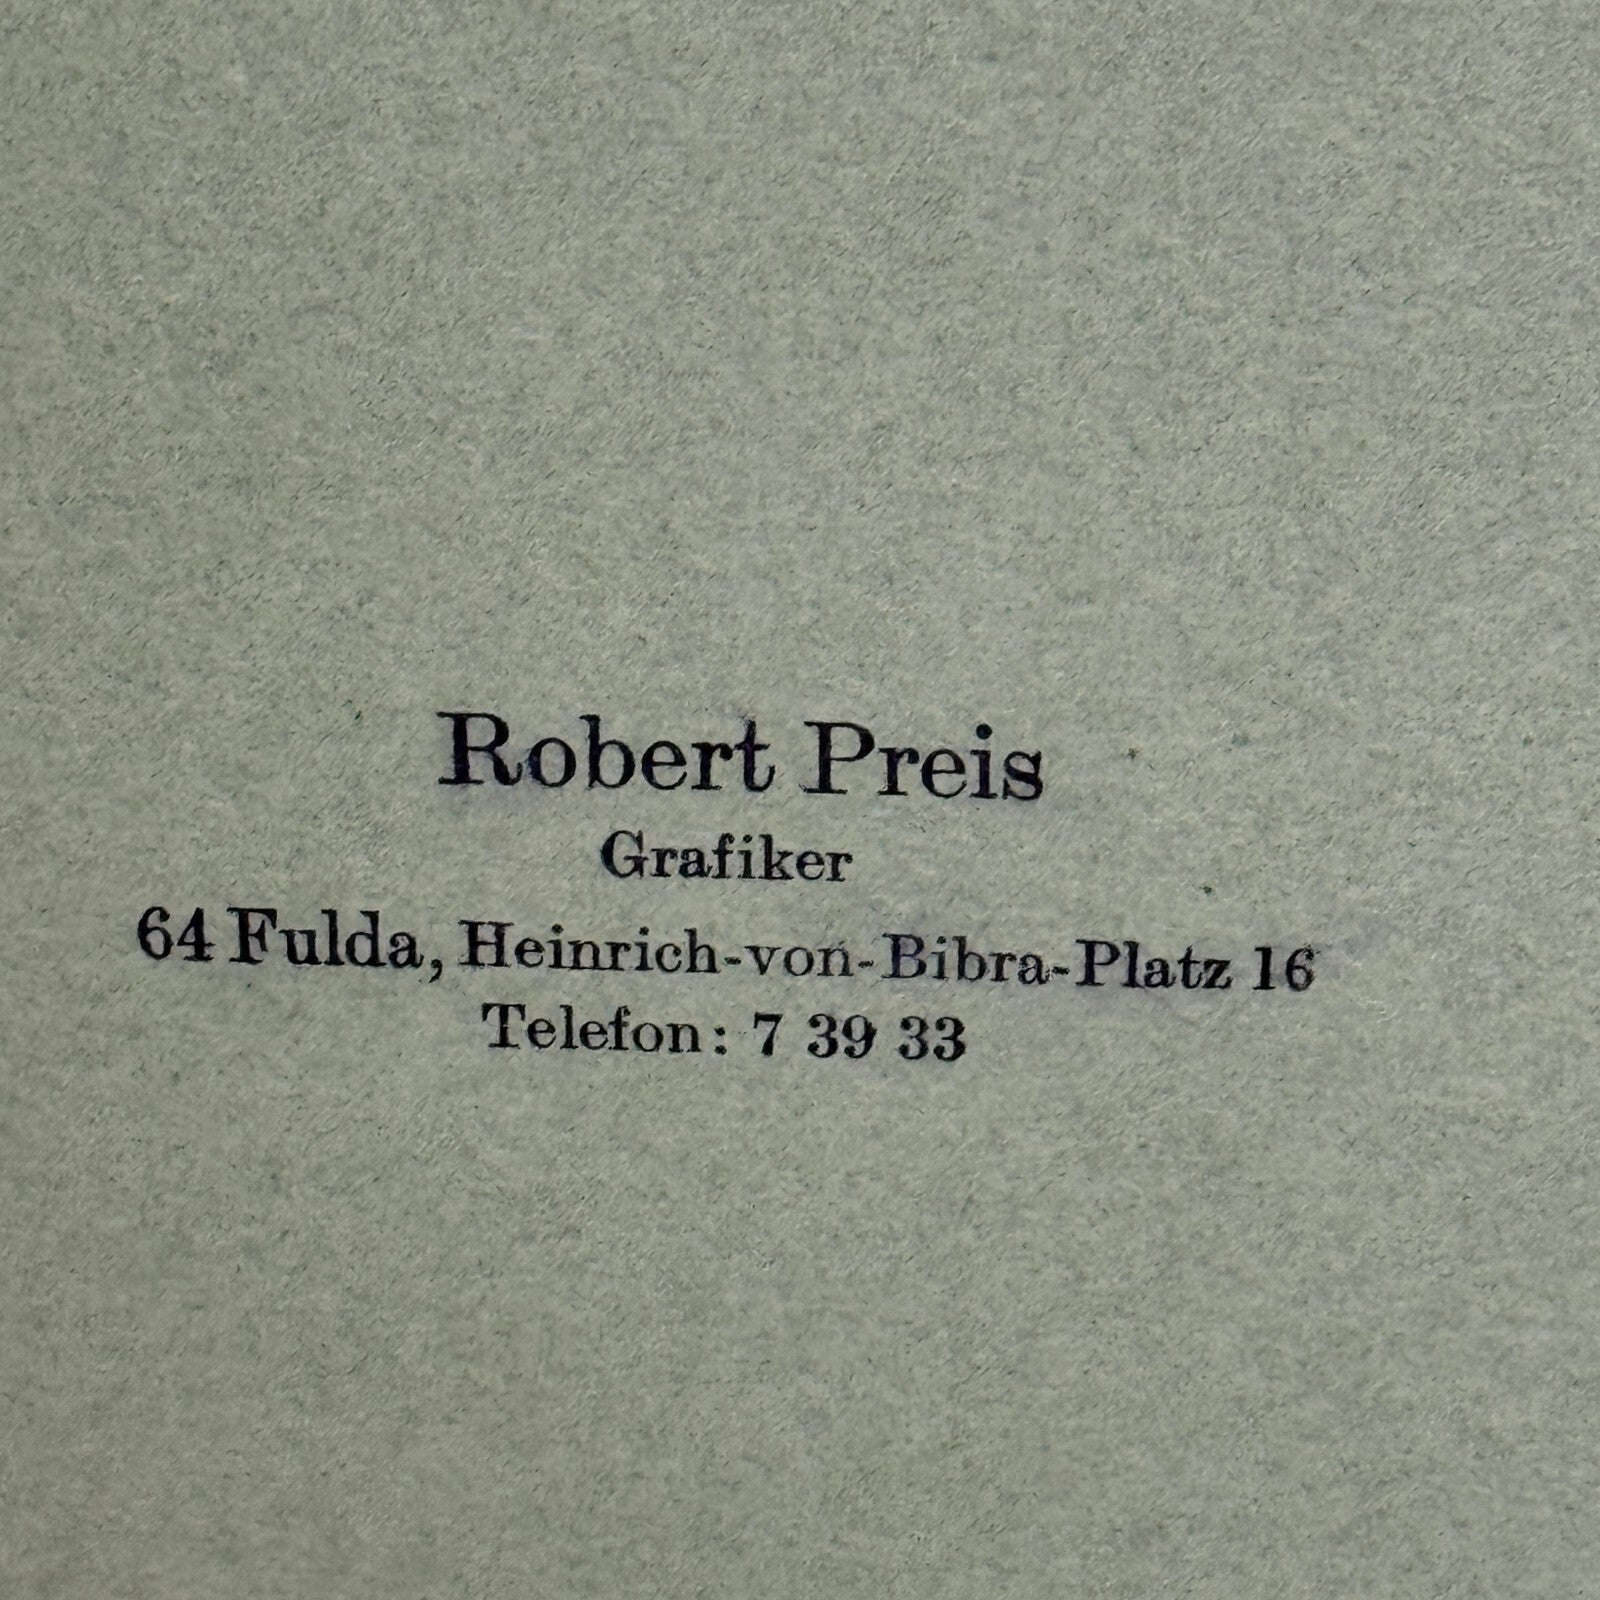 Robert Preis
Grafiker
64 Fulda, Heinrich-von-Bibra-Platz 16
Telefon: 7 39 33